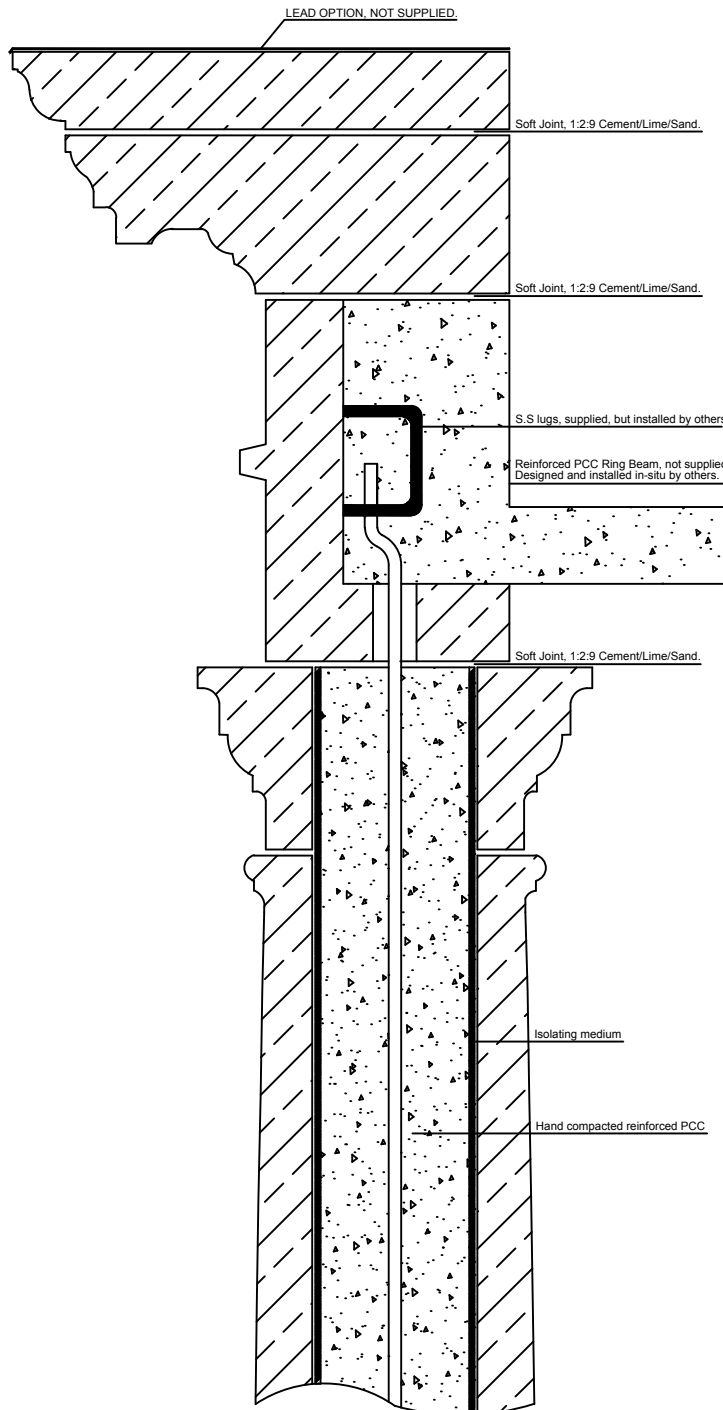 LEAD OPTION, NOT SUPPLIED.
Soft Joint, 1:2:9 Cement/Lime/Sand.
Soft Joint, 1:2:9 Cement/Lime/Sand.
S.S lugs, supplied, but installed by others
Reinforced PCC Ring Beam, not supplied
Designed and installed in-situ by others.
Soft Joint, 1:2:9 Cement/Lime/Sand.
Isolating medium
Hand compacted reinforced PCC